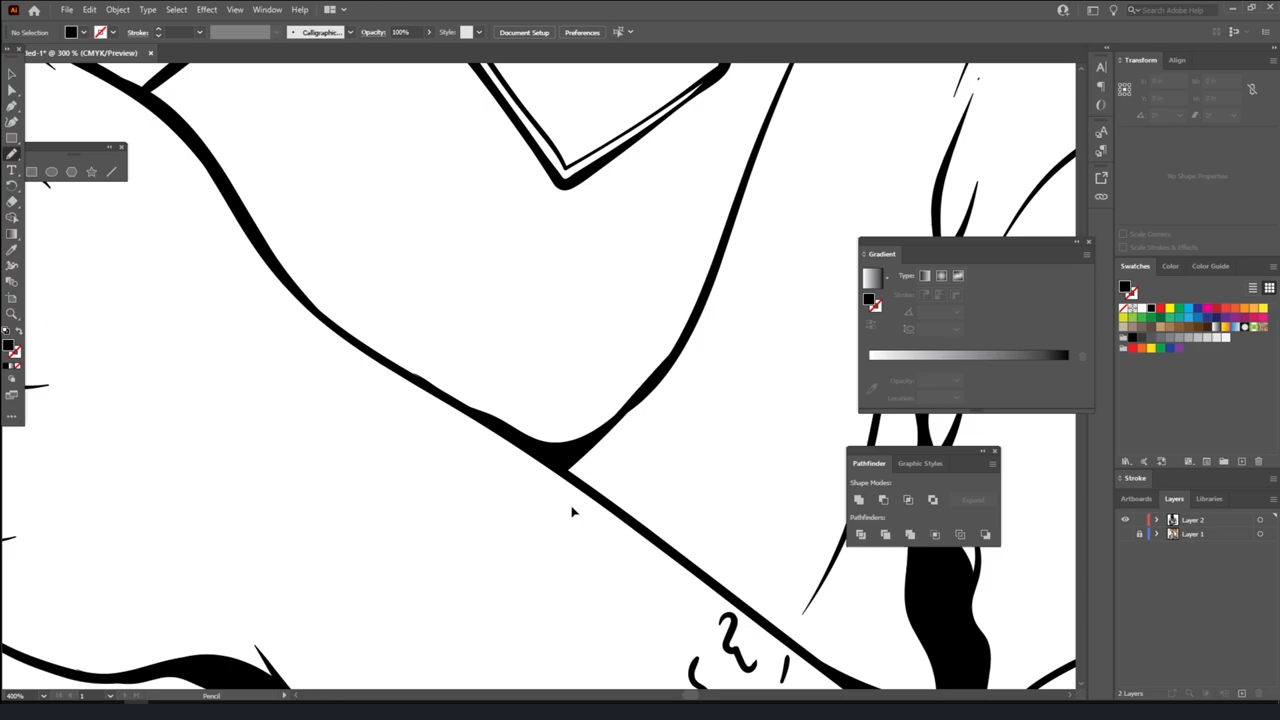 File Edit Object Type Select Effect View Window Help
Search Adobe Help
No Selection Stroke: Calligraphic... Opacity: 100% Style: Document Setup Preferences
ded-1* @ 300 % (CMYK/Preview)
Transform Align
No Shape Properties
Scale Corners
Scale Strokes & Effects
Gradient
Type:
Stroke:
Opacity:
Location:
Swatches Color Color Guide
Pathfinder Graphic Styles
Shape Modes:
Expand
Pathfinders:
Stroke
Artboards Layers Libraries
Layer 2
Layer 1
2 Layers
400% 1 Pencil